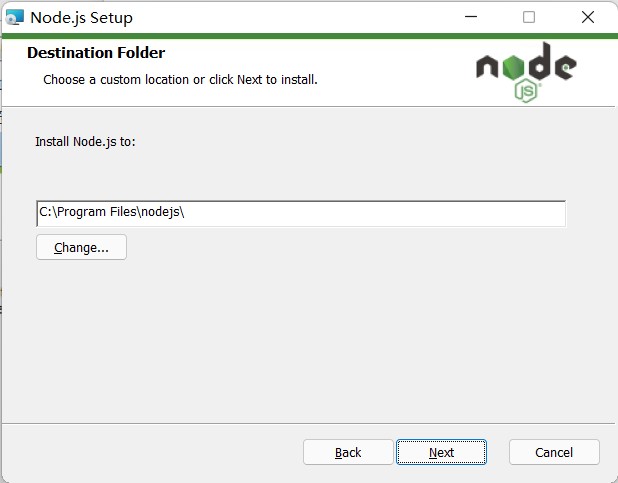 Node.js Setup
Destination Folder
Choose a custom location or click Next to install.
node
JS
Install Node.js to:
C:\Program Files\nodejs\
Change...
Back
Next
Cancel